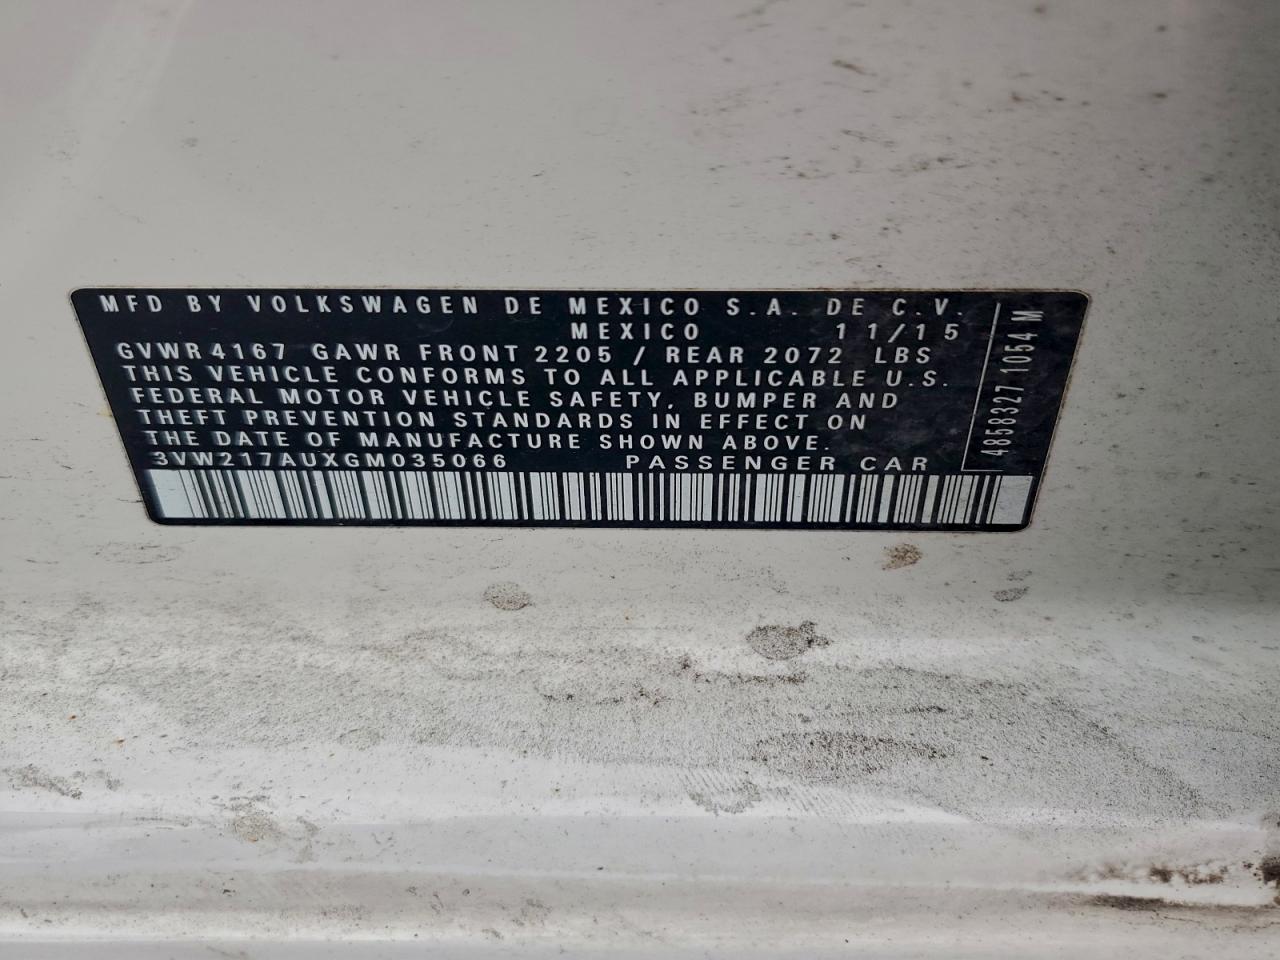 MFD BY VOLKSWAGEN DE MEXICO S.A. DE C.V.
MEXICO 11/15
GVWR 4167 GAWR FRONT 2205 / REAR 2072 LBS
THIS VEHICLE CONFORMS TO ALL APPLICABLE U.S.
FEDERAL MOTOR VEHICLE SAFETY, BUMPER AND
THEFT PREVENTION STANDARDS IN EFFECT ON
THE DATE OF MANUFACTURE SHOWN ABOVE.
3VW217AUXGM035066 PASSENGER CAR
4858327 1054 M